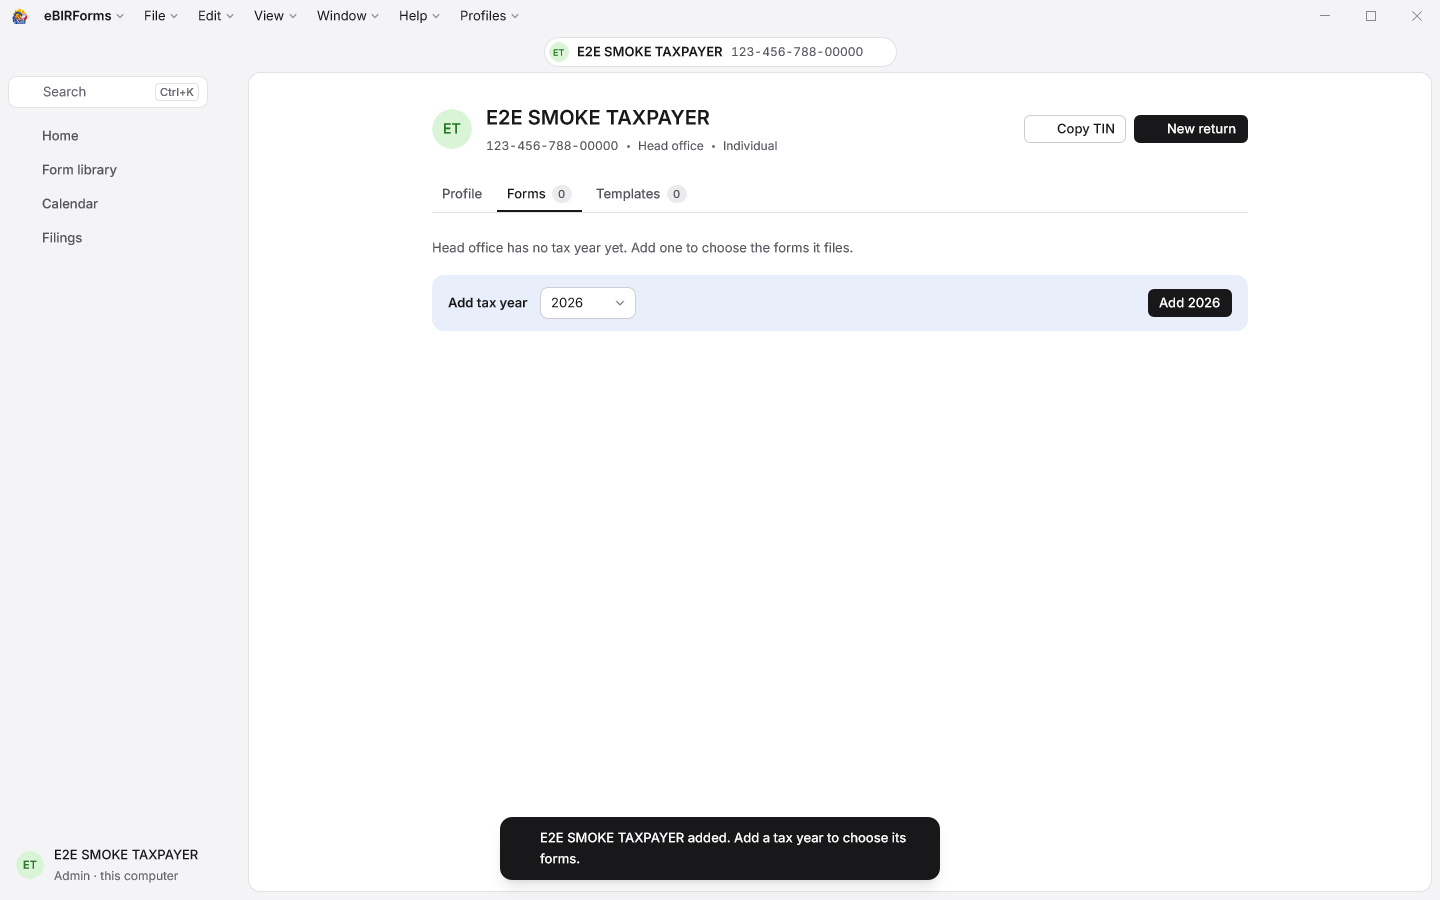 eBIRForms File Edit View Window Help Profiles
ET E2E SMOKE TAXPAYER 123-456-788-00000
Search Ctrl+K
Home
Form library
Calendar
Filings
ET
E2E SMOKE TAXPAYER
123-456-788-00000 • Head office • Individual
Copy TIN
New return
Profile Forms 0 Templates 0
Head office has no tax year yet. Add one to choose the forms it files.
Add tax year 2026 Add 2026
E2E SMOKE TAXPAYER added. Add a tax year to choose its
forms.
ET
E2E SMOKE TAXPAYER
Admin · this computer